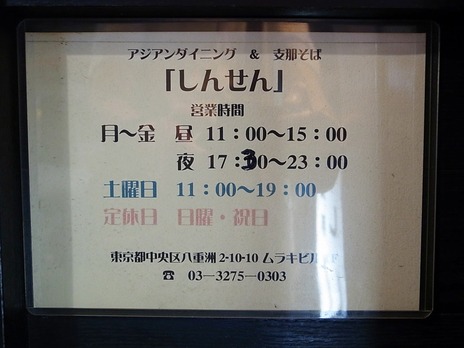 アジアンダイニング & 支那そば
「しんせん」
営業時間
月〜金 昼 11：00〜15：00
夜 17：30〜23：00
土曜日 11：00〜19：00
定休日 日曜・祝日
東京都中央区八重洲2-10-10 ムラキビル
☎ 03—3275—0303